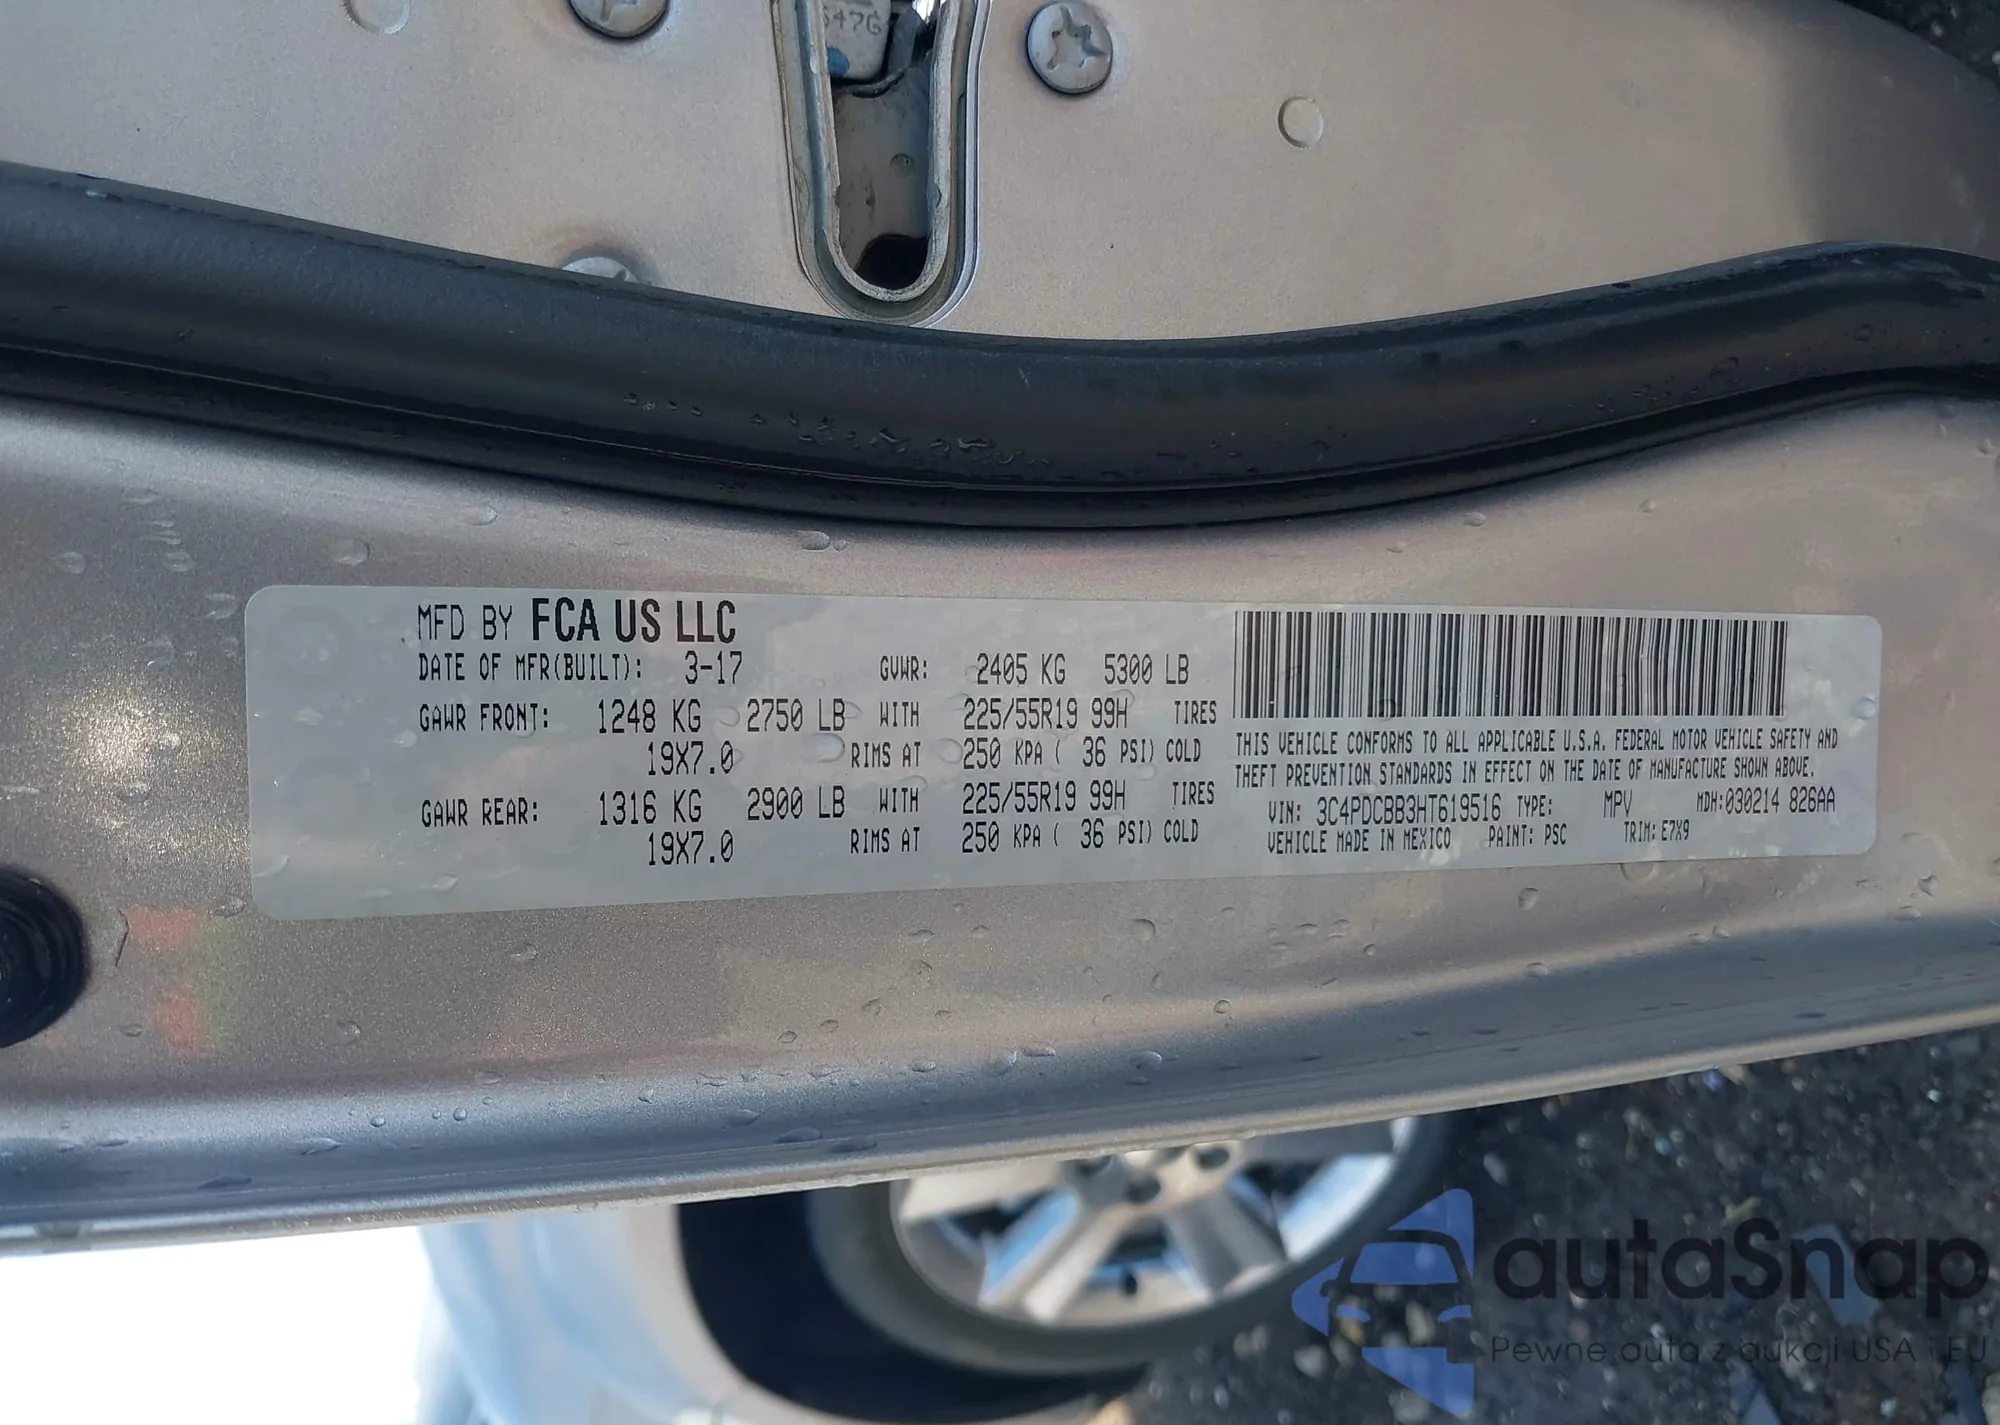 647G
MFD BY FCA US LLC
DATE OF MFR(BUILT): 3-17 GVWR: 2405 KG 5300 LB
GAWR FRONT: 1248 KG 2750 LB WITH 225/55R19 99H TIRES
19X7.0 RIMS AT 250 KPA ( 36 PSI) COLD
GAWR REAR: 1316 KG 2900 LB WITH 225/55R19 99H TIRES
19X7.0 RIMS AT 250 KPA ( 36 PSI) COLD
THIS VEHICLE CONFORMS TO ALL APPLICABLE U.S.A. FEDERAL MOTOR VEHICLE SAFETY AND
THEFT PREVENTION STANDARDS IN EFFECT ON THE DATE OF MANUFACTURE SHOWN ABOVE.
VIN: 3C4PDCBB3HT619516 TYPE: MPV MDH:030214 826AA
VEHICLE MADE IN MEXICO PAINT: PSC TRIM: E7X9
autaSnap
Pewne auta z aukcji USA i EU